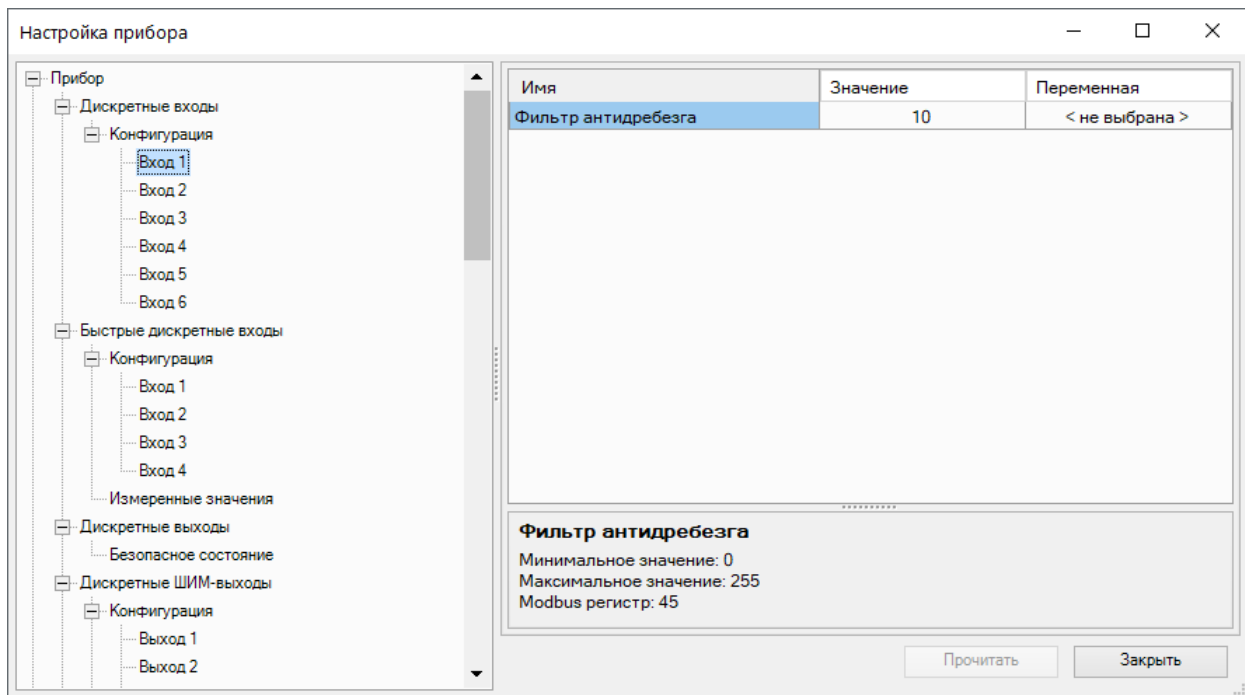 Настройка прибора
Прибор
Дискретные входы
Конфигурация
Вход 1
Вход 2
Вход 3
Вход 4
Вход 5
Вход 6
Быстрые дискретные входы
Конфигурация
Вход 1
Вход 2
Вход 3
Вход 4
Измеренные значения
Дискретные выходы
Безопасное состояние
Дискретные ШИМ-выходы
Конфигурация
Выход 1
Выход 2
Имя Значение Переменная
Фильтр антидребезга 10 < не выбрана >
Фильтр антидребезга
Минимальное значение: 0
Максимальное значение: 255
Modbus регистр: 45
Прочитать Закрыть